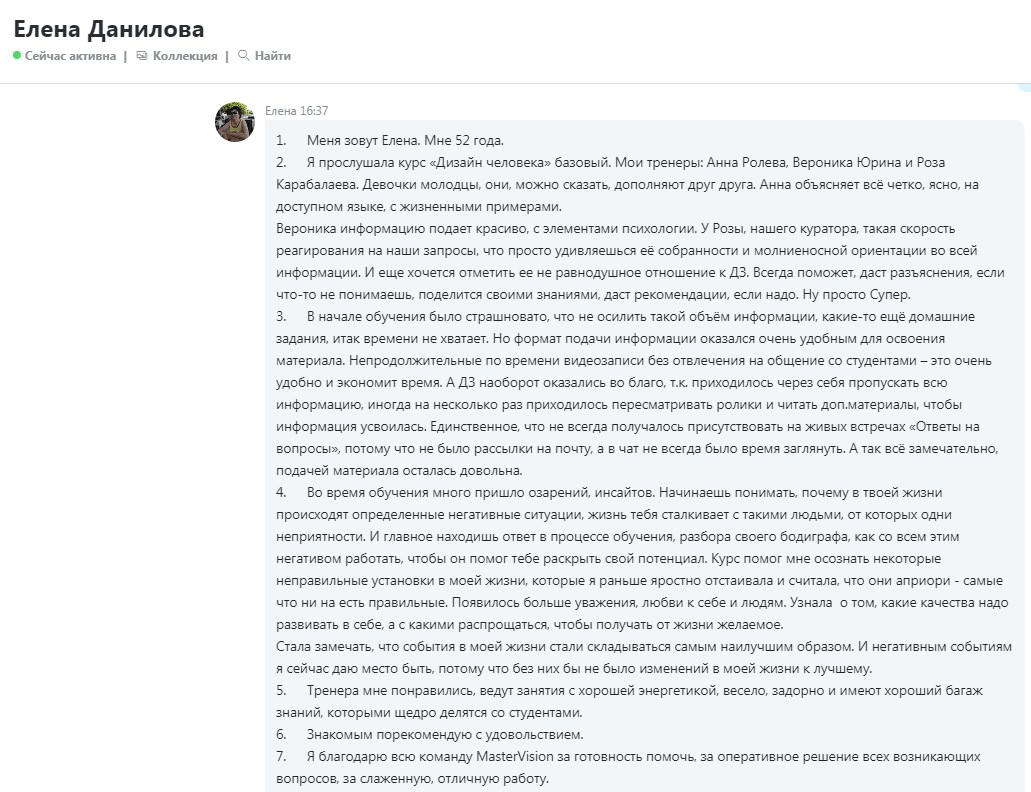 Елена Данилова
Сейчас активна | Коллекция | Найти
Елена 16:37
1. Меня зовут Елена. Мне 52 года.
2. Я прослушала курс «Дизайн человека» базовый. Мои тренеры: Анна Ролева, Вероника Юрина и Роза
Карабалаева. Девочки молодцы, они, можно сказать, дополняют друг друга. Анна объясняет всё четко, ясно, на
доступном языке, с жизненными примерами.
Вероника информацию подает красиво, с элементами психологии. У Розы, нашего куратора, такая скорость
реагирования на наши запросы, что просто удивляешься её собранности и молниеносной ориентации во всей
информации. И еще хочется отметить ее не равнодушное отношение к ДЗ. Всегда поможет, даст разъяснения, если
что-то не понимаешь, поделится своими знаниями, даст рекомендации, если надо. Ну просто Супер.
3. В начале обучения было страшновато, что не осилить такой объём информации, какие-то ещё домашние
задания, итак времени не хватает. Но формат подачи информации оказался очень удобным для освоения
материала. Непродолжительные по времени видеозаписи без отвлечения на общение со студентами – это очень
удобно и экономит время. А ДЗ наоборот оказались во благо, т.к. приходилось через себя пропускать всю
информацию, иногда на несколько раз приходилось пересматривать ролики и читать доп.материалы, чтобы
информация усвоилась. Единственное, что не всегда получалось присутствовать на живых встречах «Ответы на
вопросы», потому что не было рассылки на почту, а в чат не всегда было время заглянуть. А так всё замечательно,
подачей материала осталась довольна.
4. Во время обучения много пришло озарений, инсайтов. Начинаешь понимать, почему в твоей жизни
происходят определенные негативные ситуации, жизнь тебя сталкивает с такими людьми, от которых одни
неприятности. И главное находишь ответ в процессе обучения, разбора своего бодиграфа, как со всем этим
негативом работать, чтобы он помог тебе раскрыть свой потенциал. Курс помог мне осознать некоторые
неправильные установки в моей жизни, которые я раньше яростно отстаивала и считала, что они априори - самые
что ни на есть правильные. Появилось больше уважения, любви к себе и людям. Узнала о том, какие качества надо
развивать в себе, а с какими распрощаться, чтобы получать от жизни желаемое.
Стала замечать, что события в моей жизни стали складываться самым наилучшим образом. И негативным событиям
я сейчас даю место быть, потому что без них бы не было изменений в моей жизни к лучшему.
5. Тренера мне понравились, ведут занятия с хорошей энергетикой, весело, задорно и имеют хороший багаж
знаний, которыми щедро делятся со студентами.
6. Знакомым порекомендую с удовольствием.
7. Я благодарю всю команду MasterVision за готовность помочь, за оперативное решение всех возникающих
вопросов, за слаженную, отличную работу.